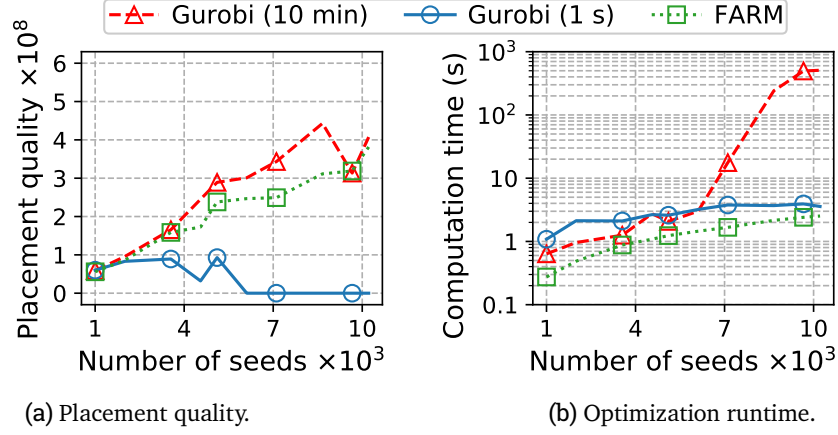 Gurobi (10 min) Gurobi (1 s) FARM
Placement quality ×10⁸
6
5
4
3
2
1
0
1 4 7 10
Number of seeds ×10³
(a) Placement quality.
Computation time (s)
10³
10²
10
1
0.1
1 4 7 10
Number of seeds ×10³
(b) Optimization runtime.